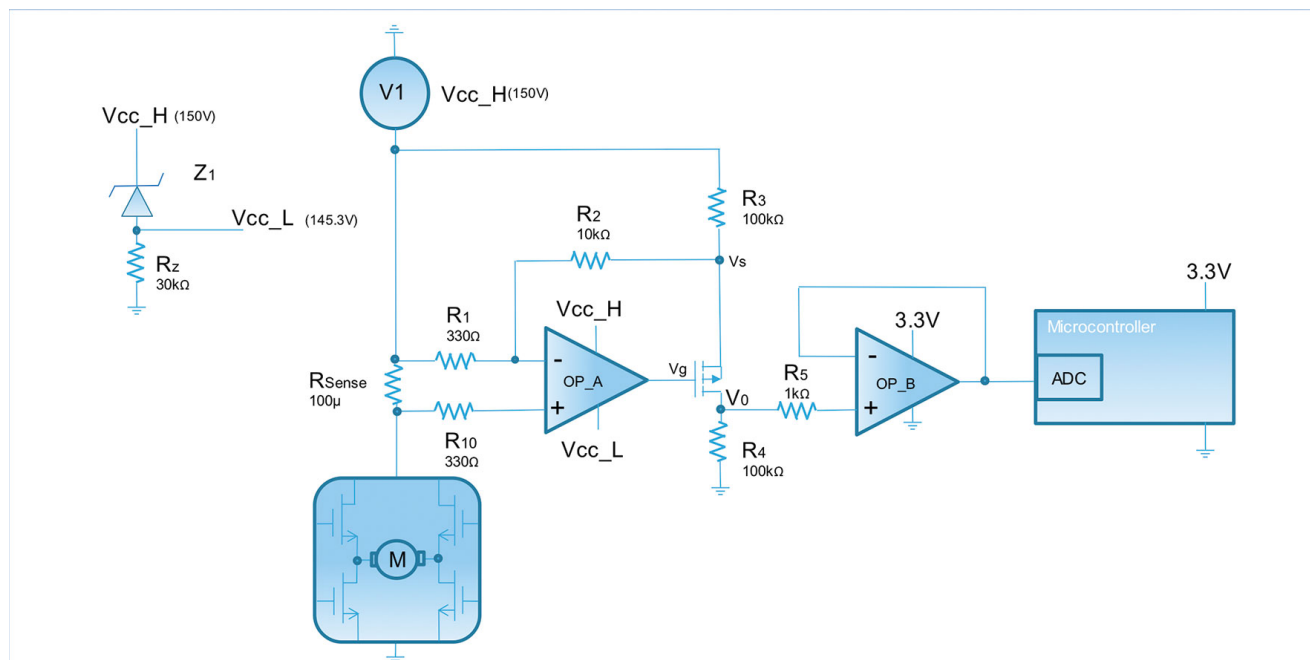 V1
Vcc_H (150V)
Vcc_H (150V)
Z1
Vcc_L (145.3V)
Rz
30kΩ
R3
100kΩ
R2
10kΩ
Vs
R1
330Ω
Vcc_H
-
OP_A
+
Vcc_L
RSense
100µ
R10
330Ω
Vg
V0
R4
100kΩ
R5
1kΩ
3.3V
-
OP_B
+
3.3V
Microcontroller
ADC
M